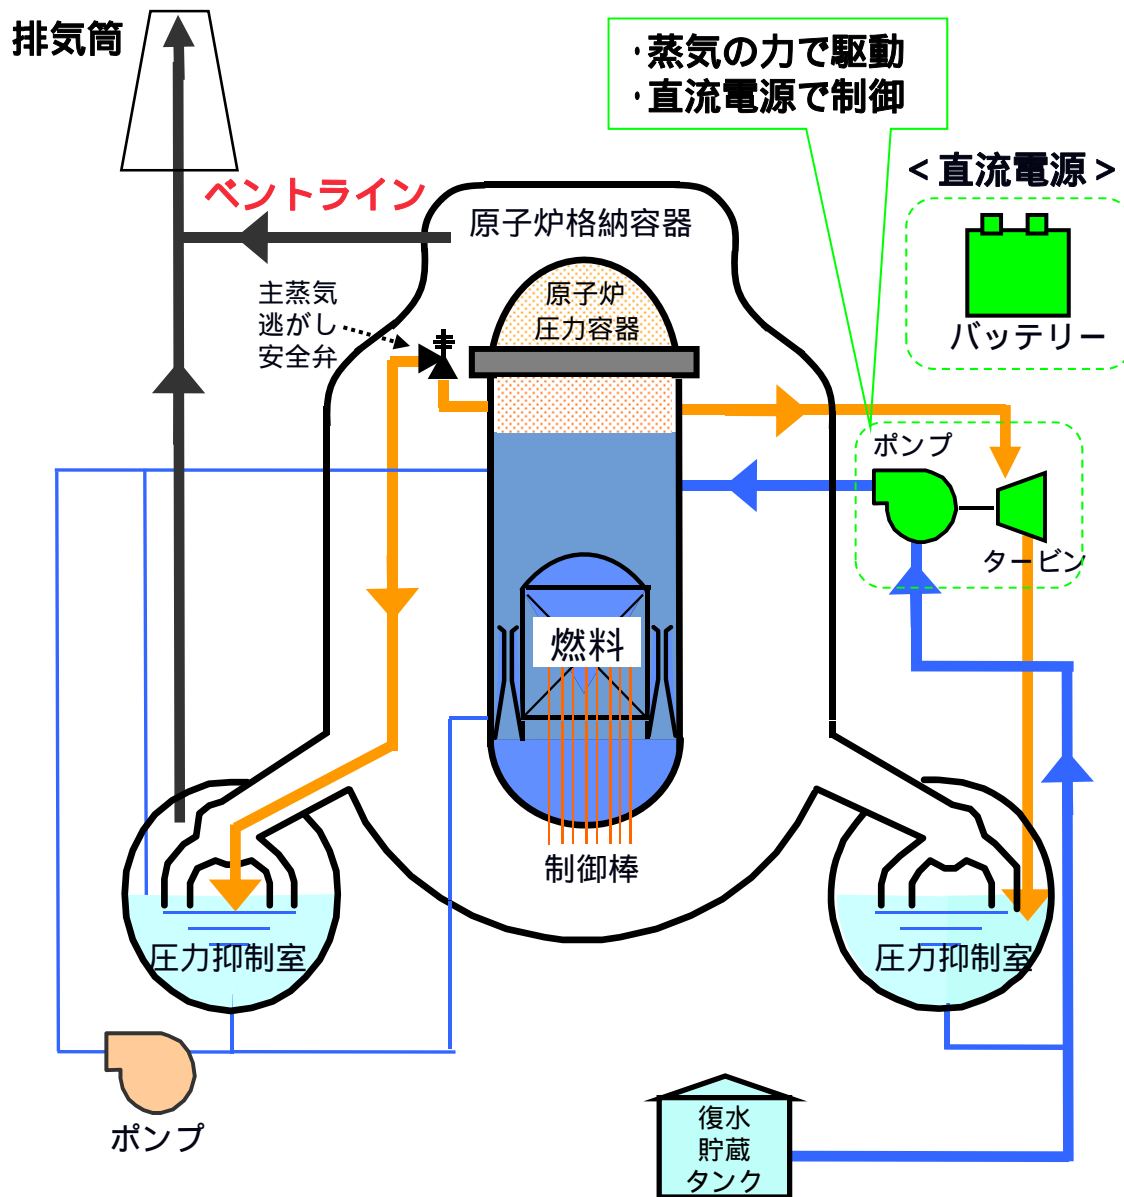 排気筒
・蒸気の力で駆動
・直流電源で制御
＜直流電源＞
ベントライン
原子炉格納容器
バッテリー
主蒸気
逃がし
安全弁
原子炉
圧力容器
ポンプ
タービン
燃料
制御棒
圧力抑制室
圧力抑制室
ポンプ
復水
貯蔵
タンク